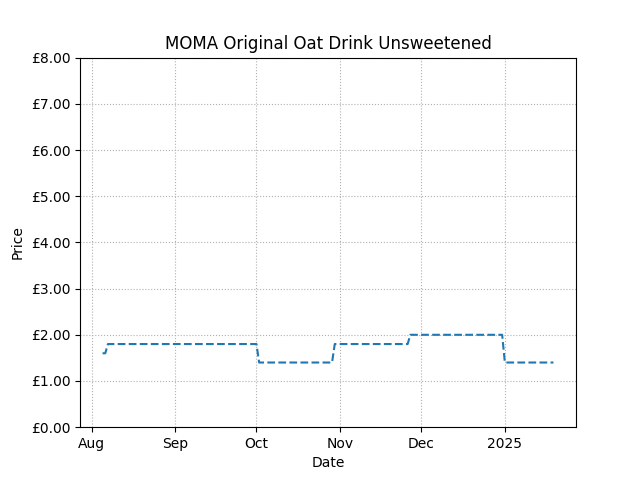 MOMA Original Oat Drink Unsweetened
£8.00
£7.00
£6.00
£5.00
£4.00
£3.00
£2.00
£1.00
£0.00
Price
Aug Sep Oct Nov Dec 2025
Date